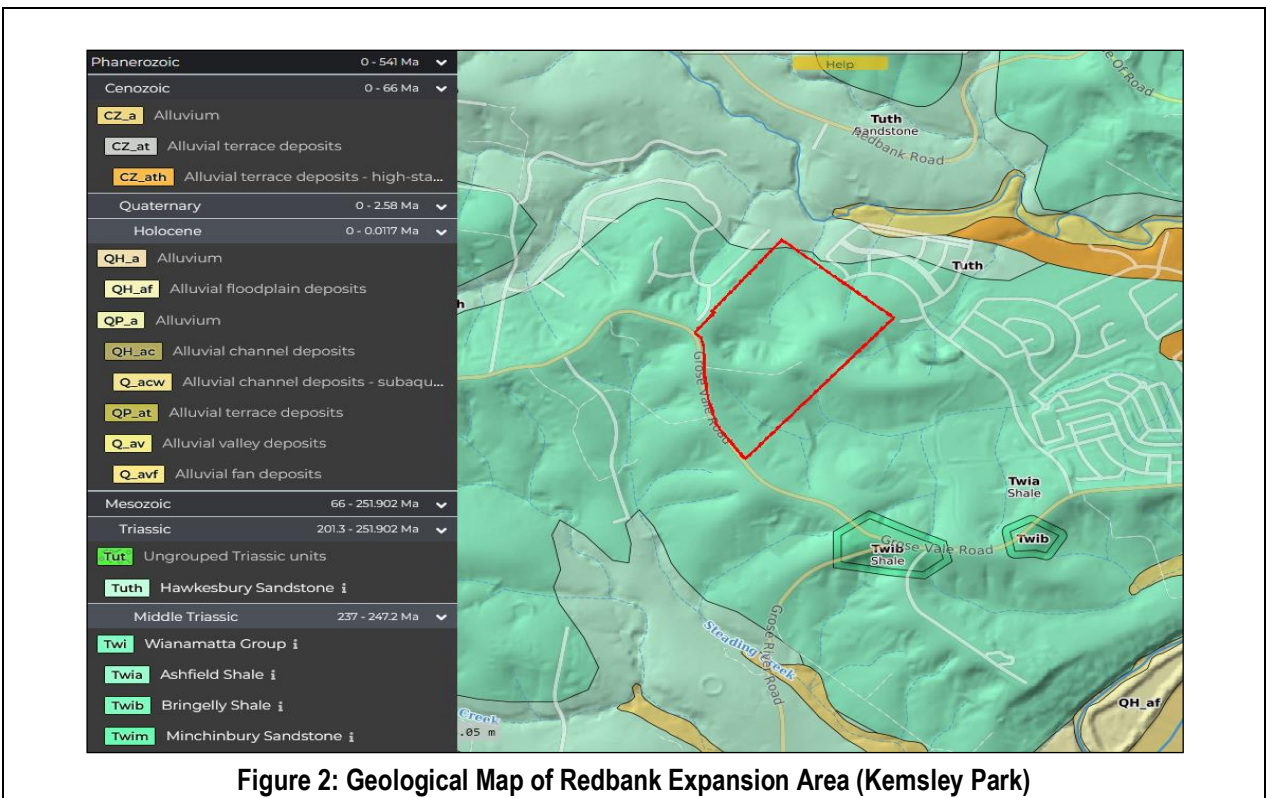 Phanerozoic 0 - 541 Ma
Cenozoic 0 - 66 Ma
CZ_a Alluvium
CZ_at Alluvial terrace deposits
CZ_ath Alluvial terrace deposits - high-sta...
Quaternary 0 - 2.58 Ma
Holocene 0 - 0.0117 Ma
QH_a Alluvium
QH_af Alluvial floodplain deposits
QP_a Alluvium
QH_ac Alluvial channel deposits
Q_acw Alluvial channel deposits - subaqu...
QP_at Alluvial terrace deposits
Q_av Alluvial valley deposits
Q_avf Alluvial fan deposits
Mesozoic 66 - 251.902 Ma
Triassic 201.3 - 251.902 Ma
Tut Ungrouped Triassic units
Tuth Hawkesbury Sandstone i
Middle Triassic 237 - 247.2 Ma
Twi Wianamatta Group i
Twia Ashfield Shale i
Twib Bringelly Shale i
Twim Minchinbury Sandstone i
Help
Of Road
Tuth
Sandstone
Redbank Road
Tuth
h
Grose Vale Road
Twia
Shale
Twib
Shale
Grose Vale Road
Twib
Grose River Road
Steading Creek
QH_af
Creek
.05 m
Figure 2: Geological Map of Redbank Expansion Area (Kemsley Park)